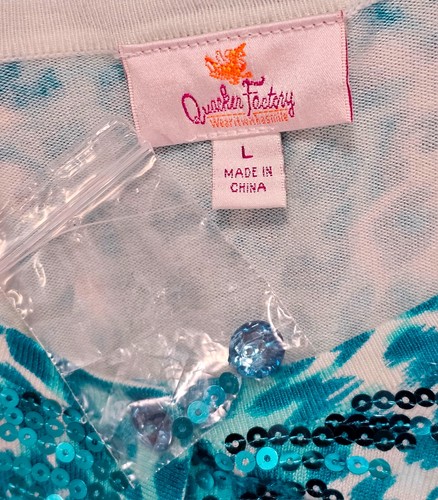 Quacker Factory
Wear it with a smile
L
MADE IN
CHINA